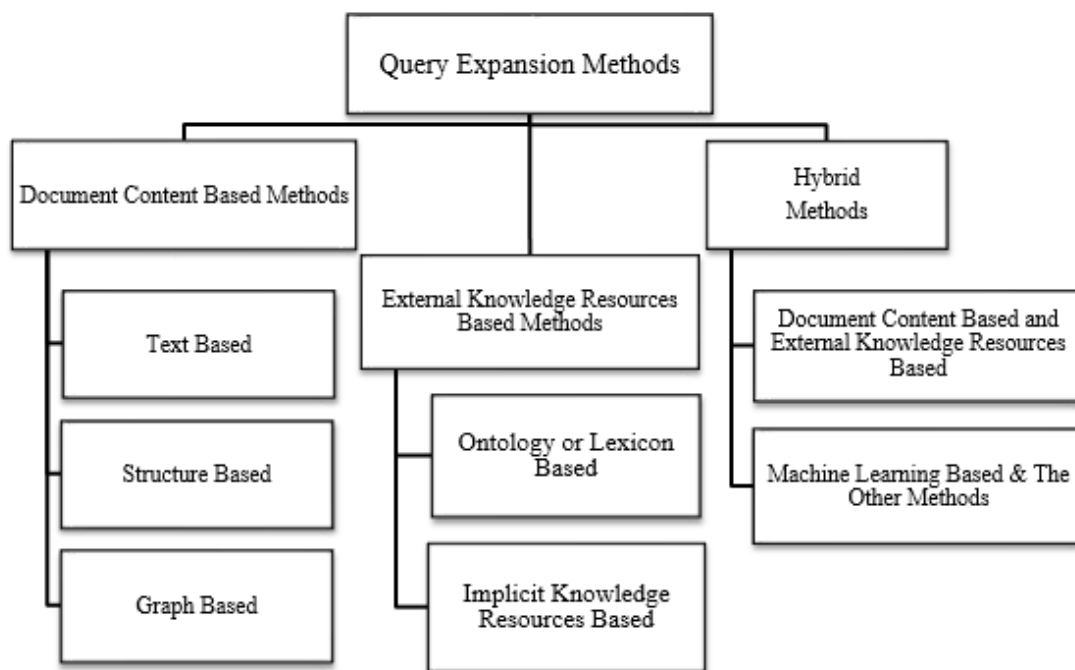 Query Expansion Methods
Document Content Based Methods
Text Based
Structure Based
Graph Based
External Knowledge Resources
Based Methods
Ontology or Lexicon
Based
Implicit Knowledge
Resources Based
Hybrid
Methods
Document Content Based and
External Knowledge Resources
Based
Machine Learning Based & The
Other Methods